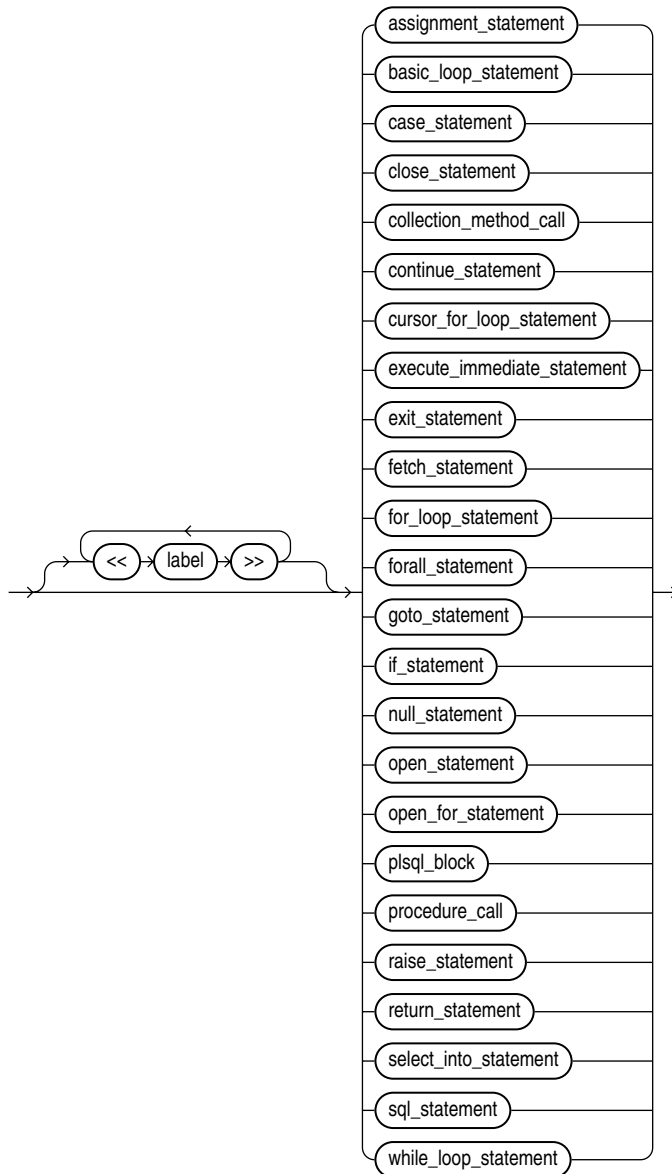 assignment_statement
basic_loop_statement
case_statement
close_statement
collection_method_call
continue_statement
cursor_for_loop_statement
execute_immediate_statement
exit_statement
fetch_statement
<< label >>
for_loop_statement
forall_statement
goto_statement
if_statement
null_statement
open_statement
open_for_statement
plsql_block
procedure_call
raise_statement
return_statement
select_into_statement
sql_statement
while_loop_statement